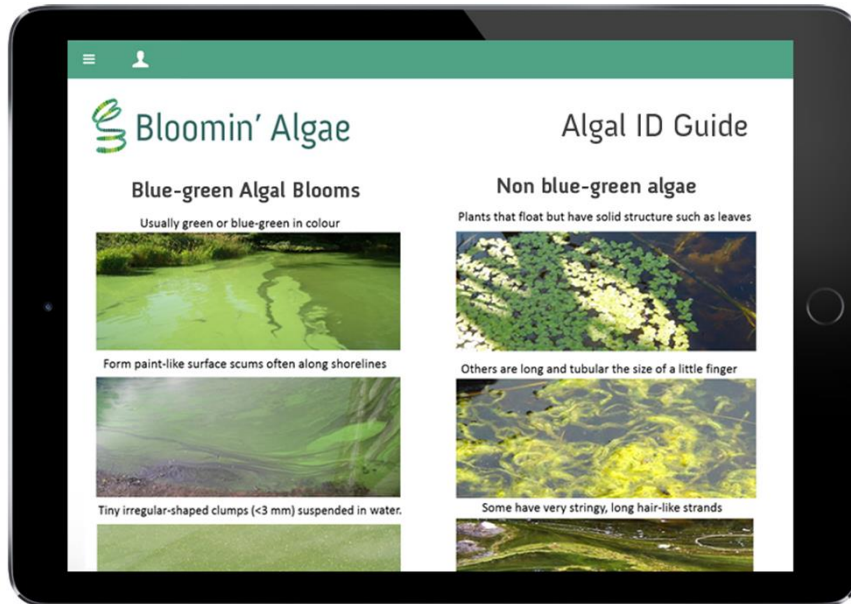 Bloomin' Algae
Algal ID Guide
Blue-green Algal Blooms
Usually green or blue-green in colour
Form paint-like surface scums often along shorelines
Tiny irregular-shaped clumps (<3 mm) suspended in water.
Non blue-green algae
Plants that float but have solid structure such as leaves
Others are long and tubular the size of a little finger
Some have very stringy, long hair-like strands